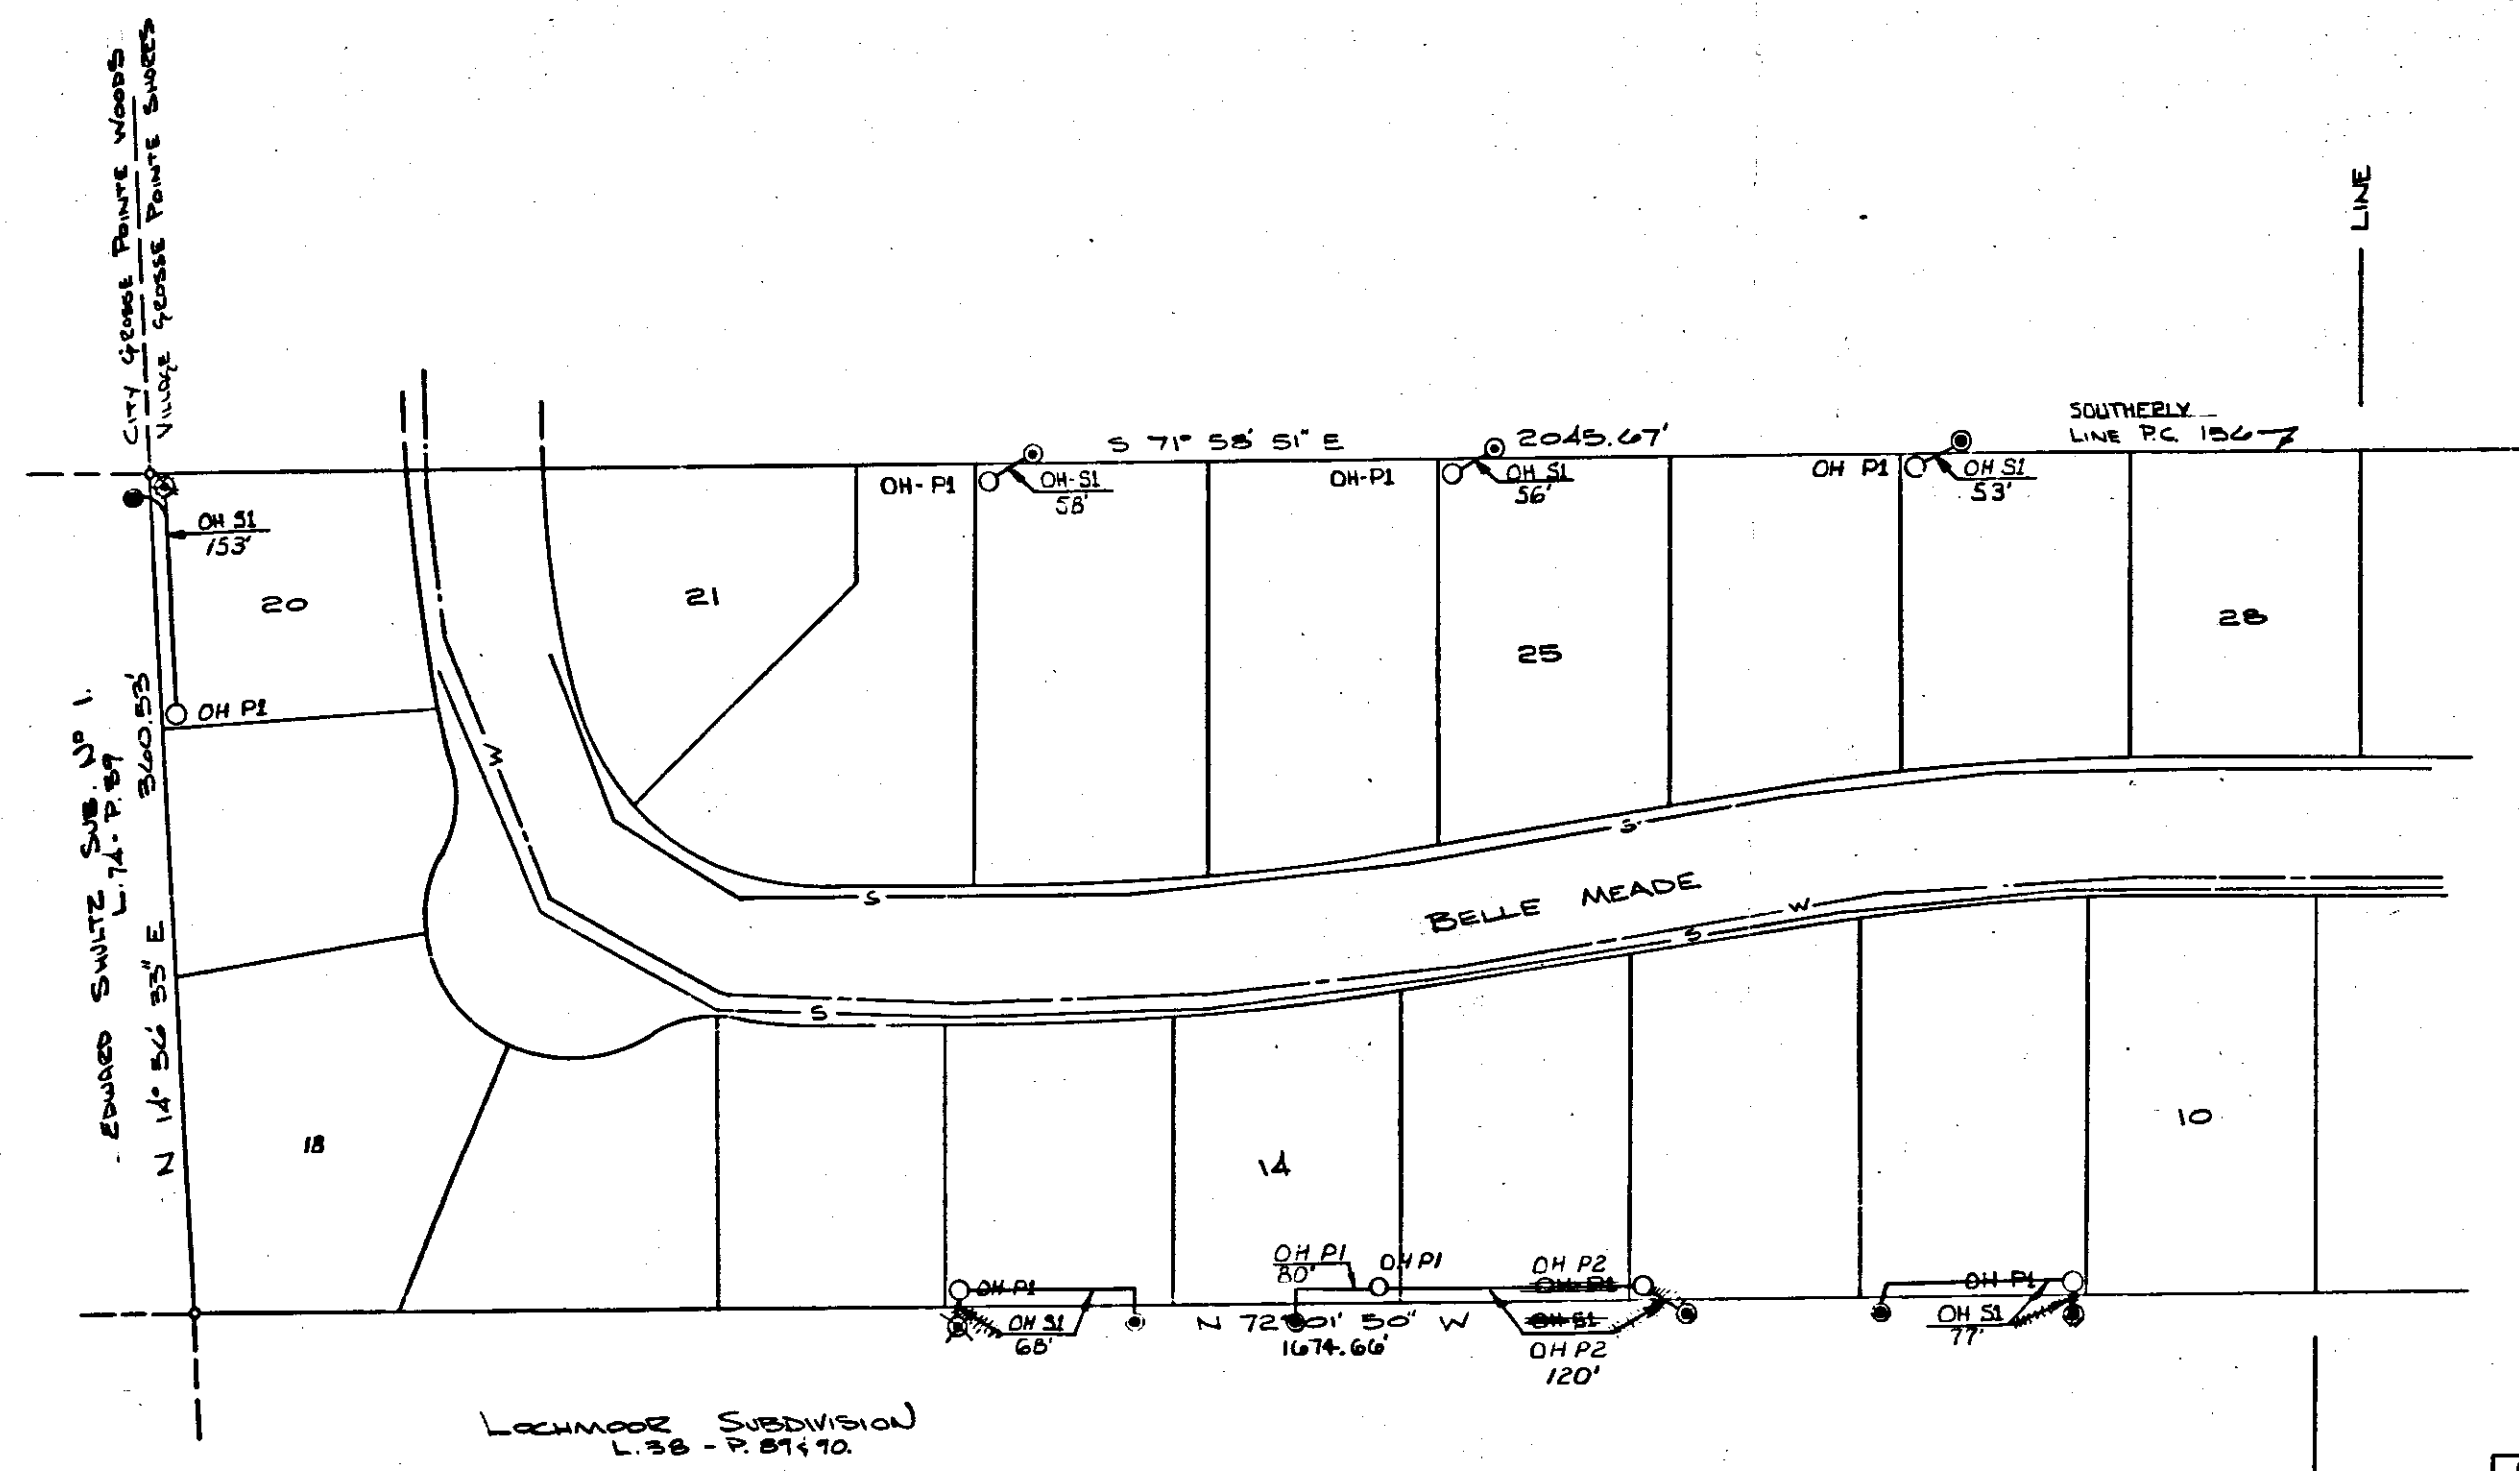 CITY GROSSE POINTE WOODS
VILLAGE GROSSE POINTE SHORES
LINE
SOUTHERLY
LINE P.C. 156
S 71° 58' 51" E
2045.67'
OH-P1
OH-S1
58'
OH-P1
OH S1
56'
OH P1
OH S1
53'
OH S1
153'
20
21
25
28
OH P1
EDWARD SHULTZ SUB. Nº 1.
L.74-P.89
N 14° 56' 33" E
360.53'
W
S
S
BELLE MEADE
W
S
S
18
14
10
OH P1
80'
OH P1
OH P2
OH-P1
OH-P1
OH-P1
OH S1
68'
N 72° 01' 50" W
1674.66'
OH S1
OH P2
120'
OH S1
77'
LOCHMOOR SUBDIVISION
L.38 - P. 89 & 90.